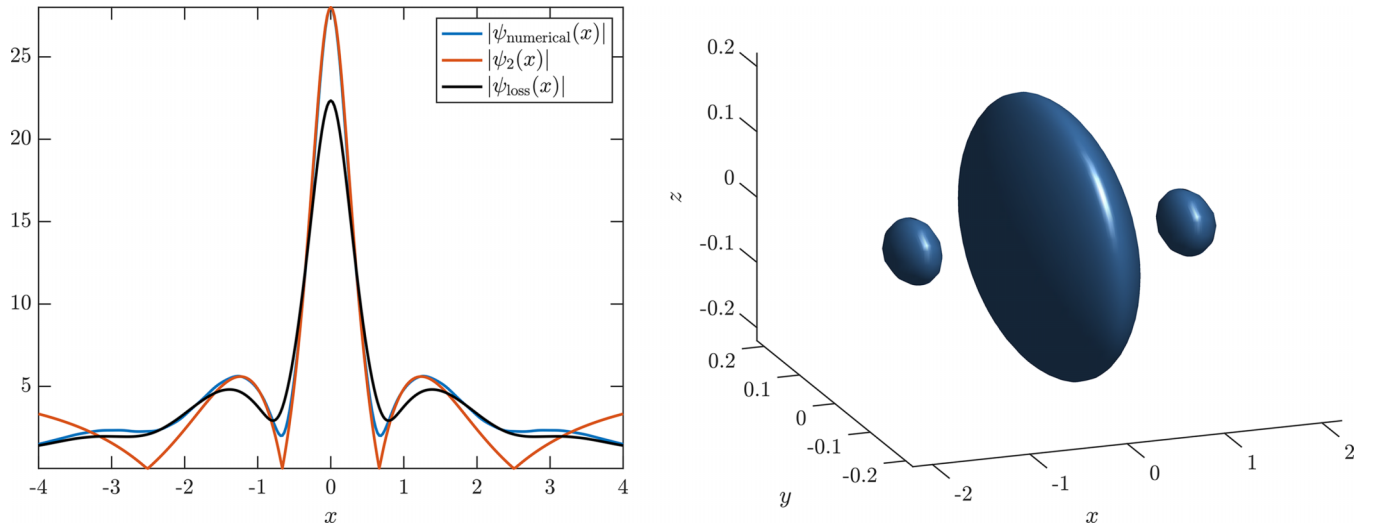 25
20
15
10
5
-4 -3 -2 -1 0 1 2 3 4
x
|ψnumerical(x)|
|ψ2(x)|
|ψloss(x)|
0.2
0.1
0
-0.1
-0.2
z
0.2
0.1
0
-0.1
-0.2
y
-2 -1 0 1 2
x